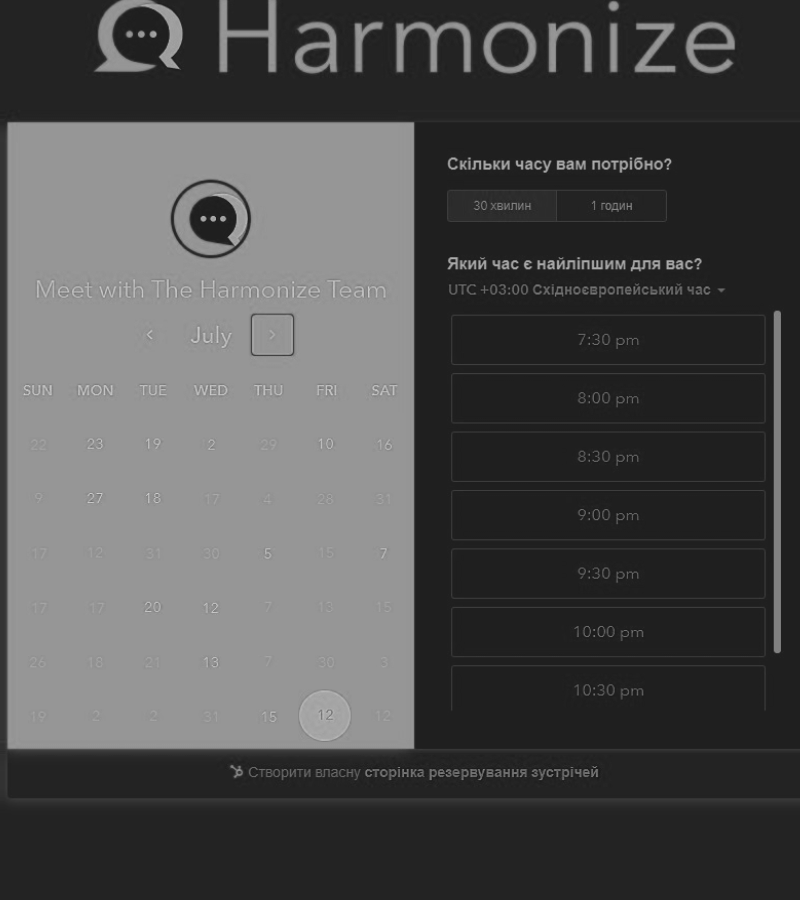 Harmonize
Meet with The Harmonize Team
July
SUN MON TUE WED THU FRI SAT
22 23 19 2 29 10 16
9 27 18 17 4 28 31
17 12 31 30 5 15 7
17 17 20 12 7 13 15
26 18 21 13 7 30 3
19 2 2 31 15 12 12
Скільки часу вам потрібно?
30 хвилин 1 годин
Який час є найліпшим для вас?
UTC +03:00 Східноєвропейський час
7:30 pm
8:00 pm
8:30 pm
9:00 pm
9:30 pm
10:00 pm
10:30 pm
Створити власну сторінка резервування зустрічей